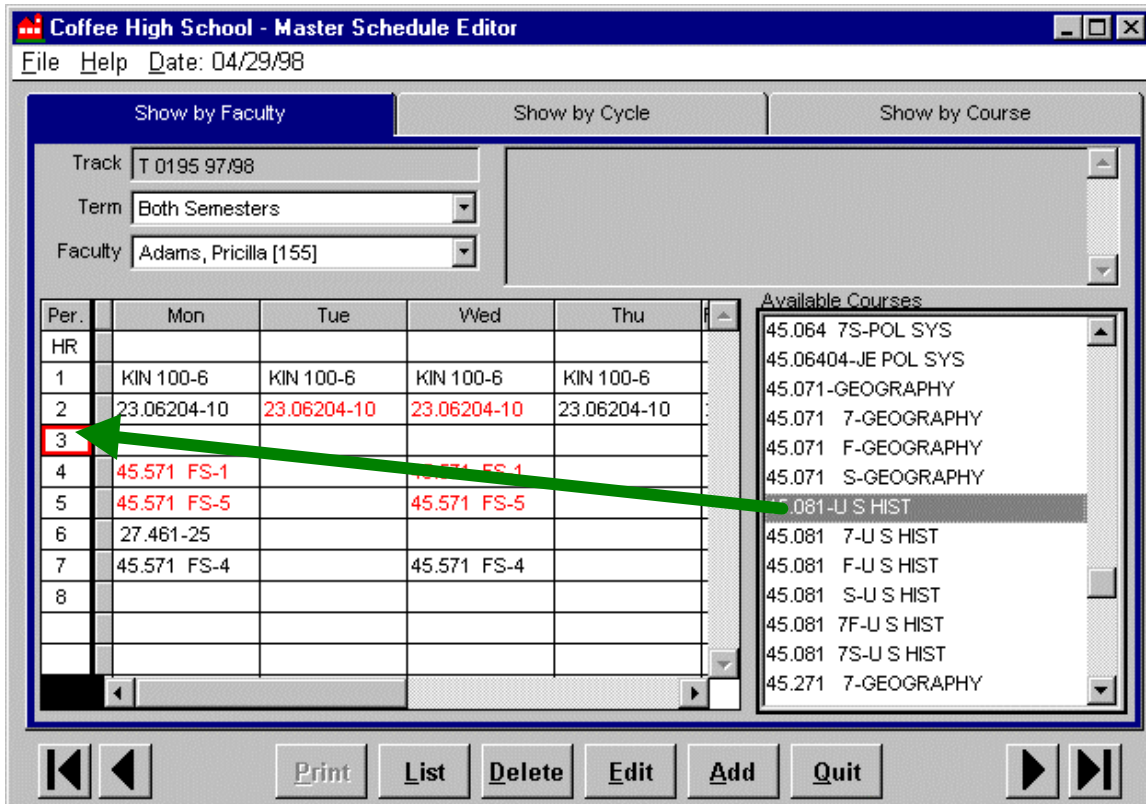 Coffee High School - Master Schedule Editor
File Help Date: 04/29/98
Show by Faculty Show by Cycle Show by Course
Track T 0195 97/98
Term Both Semesters
Faculty Adams, Pricilla [155]
Per. Mon Tue Wed Thu F
HR
1 KIN 100-6 KIN 100-6 KIN 100-6 KIN 100-6
2 23.06204-10 23.06204-10 23.06204-10 23.06204-10
3
4 45.571 FS-1 45.571 FS-1
5 45.571 FS-5 45.571 FS-5
6 27.461-25
7 45.571 FS-4 45.571 FS-4
8
Available Courses
45.064 7S-POL SYS
45.06404-JE POL SYS
45.071-GEOGRAPHY
45.071 7-GEOGRAPHY
45.071 F-GEOGRAPHY
45.071 S-GEOGRAPHY
45.081-U S HIST
45.081 7-U S HIST
45.081 F-U S HIST
45.081 S-U S HIST
45.081 7F-U S HIST
45.081 7S-U S HIST
45.271 7-GEOGRAPHY
Print List Delete Edit Add Quit